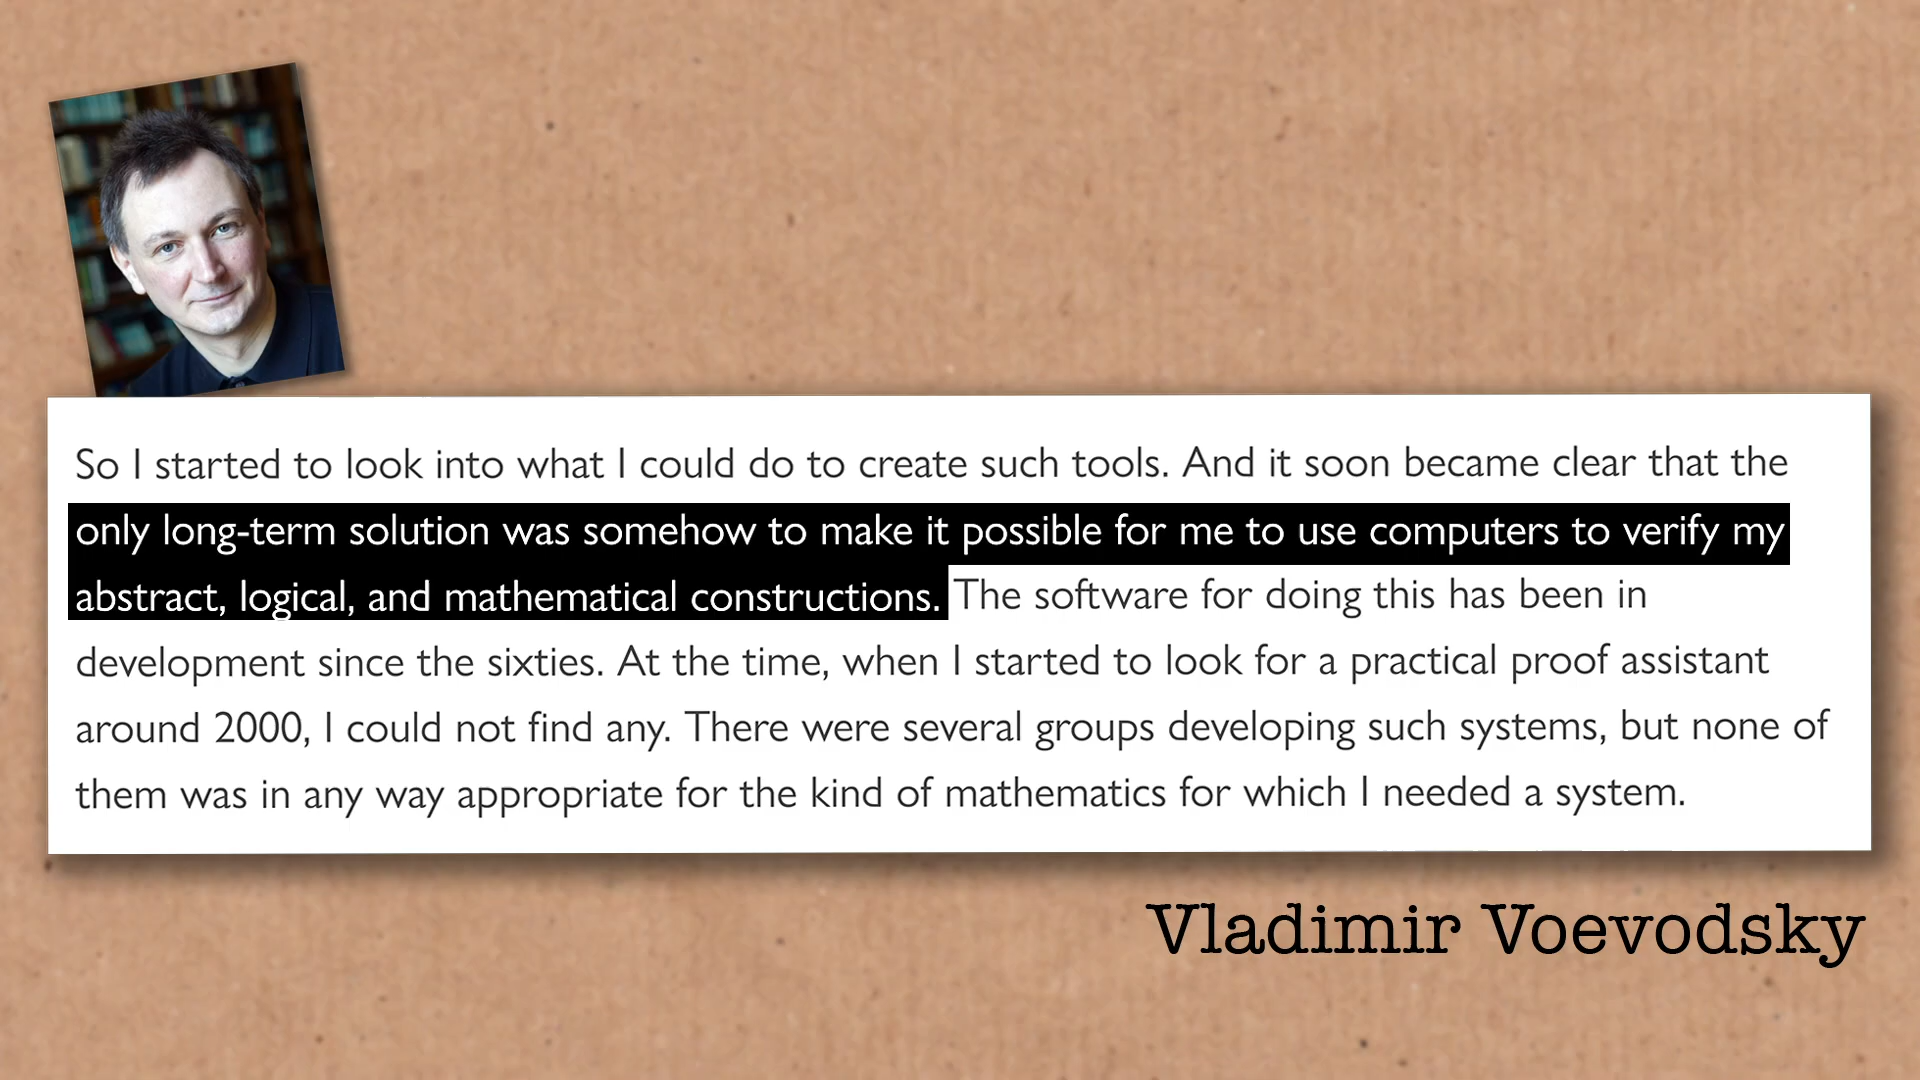 So I started to look into what I could do to create such tools. And it soon became clear that the
only long-term solution was somehow to make it possible for me to use computers to verify my
abstract, logical, and mathematical constructions. The software for doing this has been in
development since the sixties. At the time, when I started to look for a practical proof assistant
around 2000, I could not find any. There were several groups developing such systems, but none of
them was in any way appropriate for the kind of mathematics for which I needed a system.
Vladimir Voevodsky